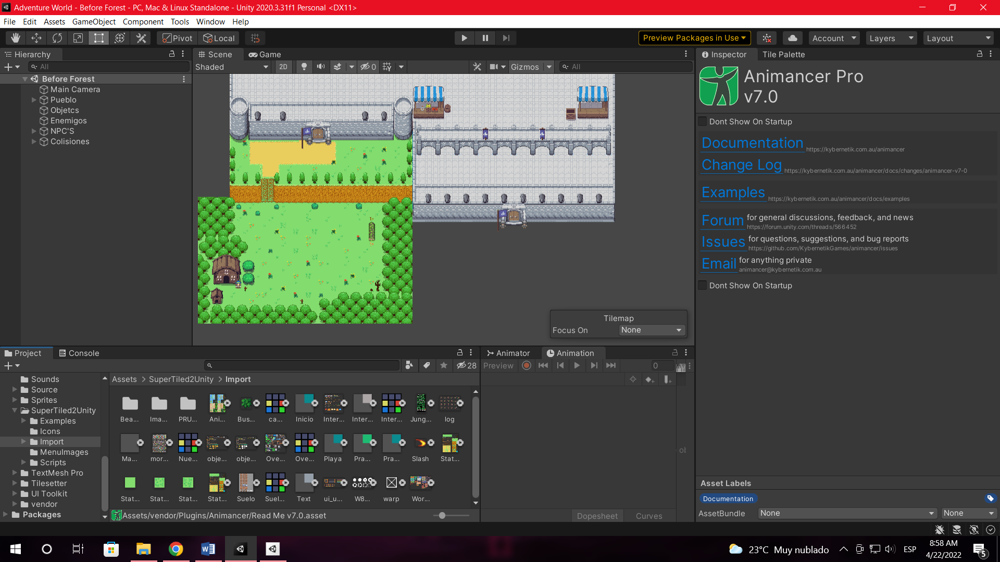 Adventure World - Before Forest - PC, Mac & Linux Standalone - Unity 2020.3.31f1 Personal <DX11>
File Edit Assets GameObject Component Tools Window Help
Pivot Local Preview Packages in Use Account Layers Layout
Hierarchy
All
Before Forest
Main Camera
Pueblo
Objetcs
Enemigos
NPC'S
Colisiones
Scene Game
Shaded 2D 0 Gizmos All
Tilemap
Focus On None
Inspector Tile Palette
Animancer Pro
v7.0
Dont Show On Startup
Documentation https://kybernetik.com.au/animancer
Change Log https://kybernetik.com.au/animancer/docs/changes/animancer-v7-0
Examples https://kybernetik.com.au/animancer/docs/examples
Forum for general discussions, feedback, and news
https://forum.unity.com/threads/566452
Issues for questions, suggestions, and bug reports
https://github.com/KybernetikGames/animancer/issues
Email for anything private
animancer@kybernetik.com.au
Dont Show On Startup
Asset Labels
Documentation
AssetBundle None None
Project Console
28
Sounds
Source
Sprites
SuperTiled2Unity
Examples
Icons
Import
MenuImages
Scripts
TextMesh Pro
Tilesetter
UI Toolkit
vendor
Packages
Assets > SuperTiled2Unity > Import
Bea... Ima... PRU... Ani... Bus... ca... Inicio Inter... Inter... Inter... Jung... log
Ma... mor... Nue... obje... obje... Ove... Ove... Playa Pra... Pra... Slash Stat...
Stat... Stat... Stat... Stat... Suelo Suel... Text ui_u... W8... warp Wor...
Assets/vendor/Plugins/Animancer/Read Me v7.0.asset
Animator Animation
Preview 0
Dopesheet Curves
23°C Muy nublado
ESP
8:58 AM
4/22/2022
5